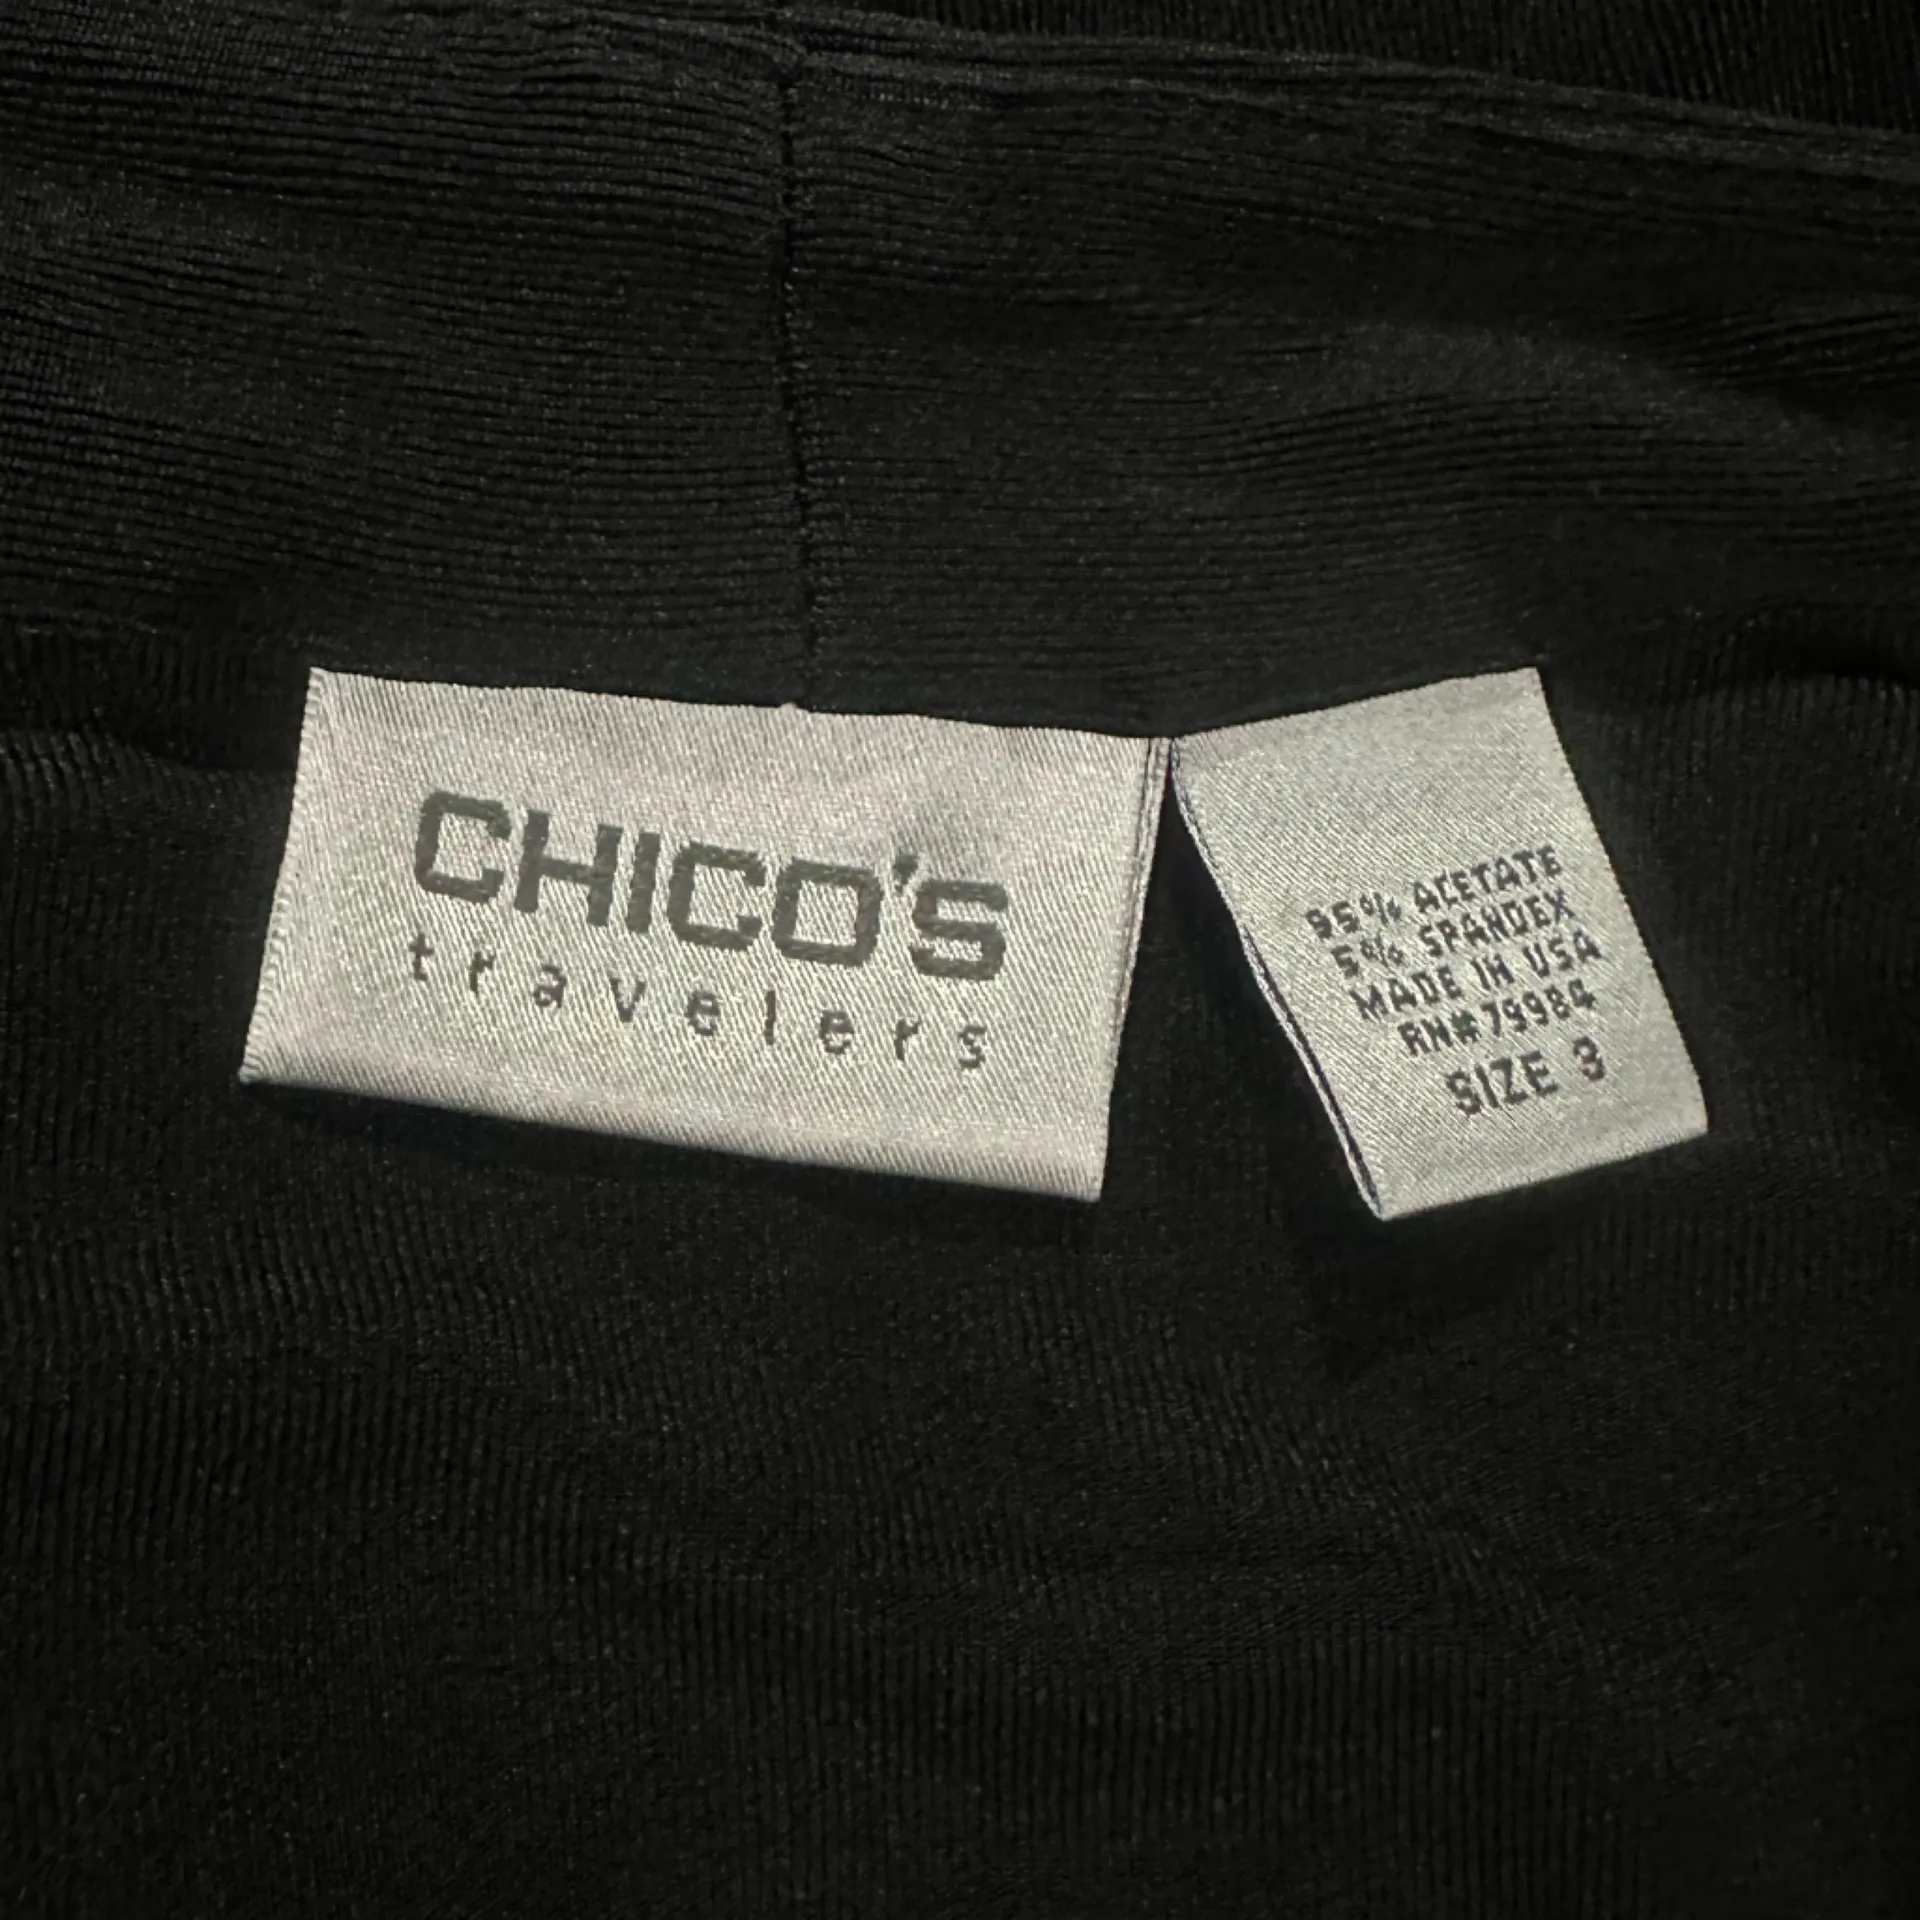 CHICO'S
travelers
95% ACETATE
5% SPANDEX
MADE IN USA
RN# 79984
SIZE 3